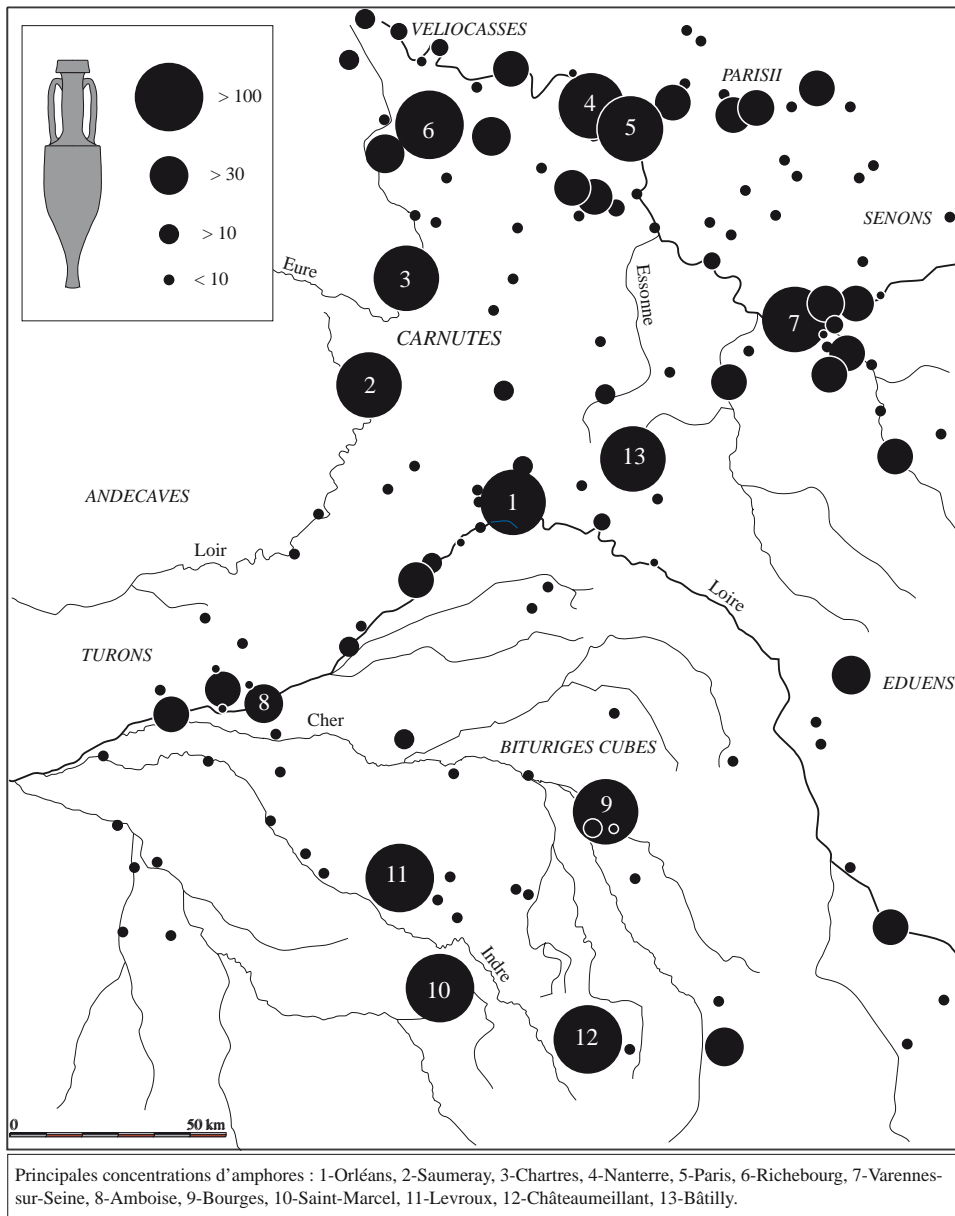 VELIOCASSES
PARISII
> 100
4
5
6
> 30
SENONS
> 10
< 10
Eure
3
Essonne
7
CARNUTES
2
13
ANDECAVES
1
Loir
Loire
TURONS
EDUENS
8
Cher
BITURIGES CUBES
9
11
Indre
10
12
0 50 km
Principales concentrations d'amphores : 1-Orléans, 2-Saumeray, 3-Chartres, 4-Nanterre, 5-Paris, 6-Richebourg, 7-Varennes-
sur-Seine, 8-Amboise, 9-Bourges, 10-Saint-Marcel, 11-Levroux, 12-Châteaumeillant, 13-Bâtilly.